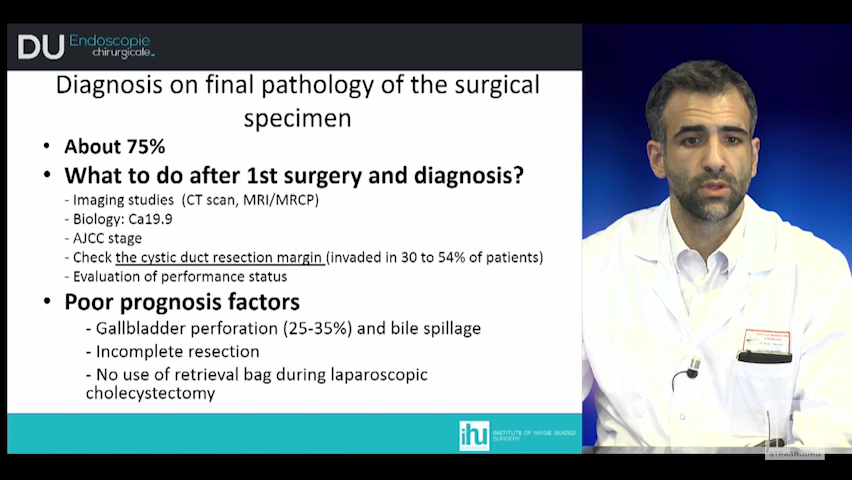 DU Endoscopie
chirurgicale
Diagnosis on final pathology of the surgical
specimen
• About 75%
• What to do after 1st surgery and diagnosis?
- Imaging studies (CT scan, MRI/MRCP)
- Biology: Ca19.9
- AJCC stage
- Check the cystic duct resection margin (invaded in 30 to 54% of patients)
- Evaluation of performance status
• Poor prognosis factors
- Gallbladder perforation (25-35%) and bile spillage
- Incomplete resection
- No use of retrieval bag during laparoscopic
cholecystectomy
ihu INSTITUTE OF IMAGE GUIDED
SURGERY
STRASBOURG